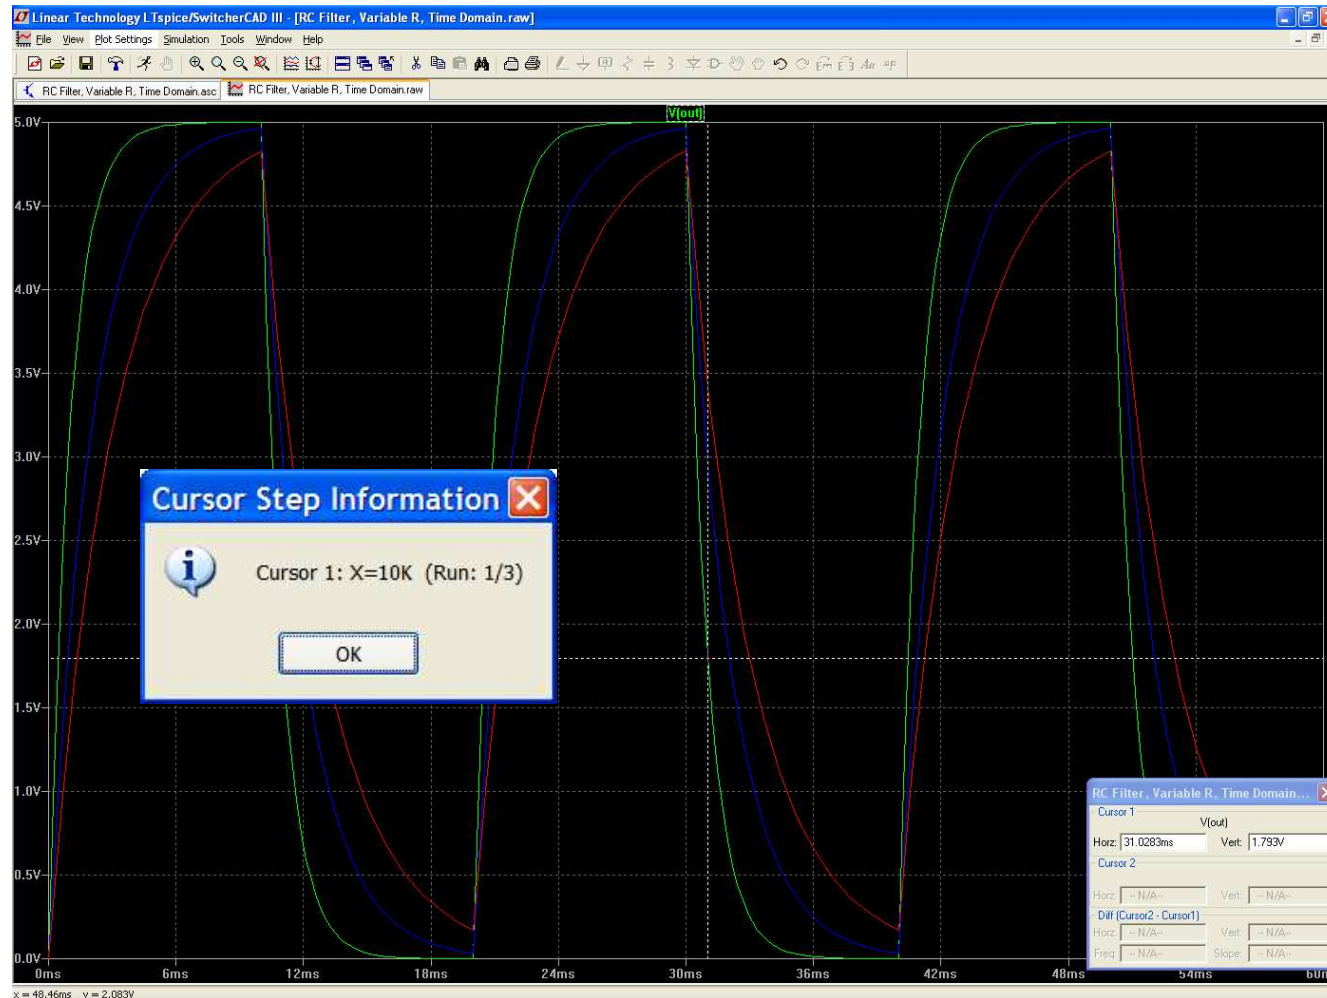 Linear Technology LTspice/SwitcherCAD III - [RC Filter, Variable R, Time Domain.raw]
File View Plot Settings Simulation Tools Window Help
RC Filter, Variable R, Time Domain.asc RC Filter, Variable R, Time Domain.raw
V(out)
5.0V
4.5V
4.0V
3.5V
3.0V
2.5V
2.0V
1.5V
1.0V
0.5V
0.0V
Cursor Step Information
Cursor 1: X=10K (Run: 1/3)
OK
RC Filter, Variable R, Time Domain...
Cursor 1
V(out)
Horz: 31.0283ms Vert: 1.793V
Cursor 2
Horz: -- N/A-- Vert: -- N/A--
Diff (Cursor2 - Cursor1)
Horz: -- N/A-- Vert: -- N/A--
Freq: -- N/A-- Slope: -- N/A--
0ms 6ms 12ms 18ms 24ms 30ms 36ms 42ms 48ms 54ms
x = 48.46ms y = 2.083V